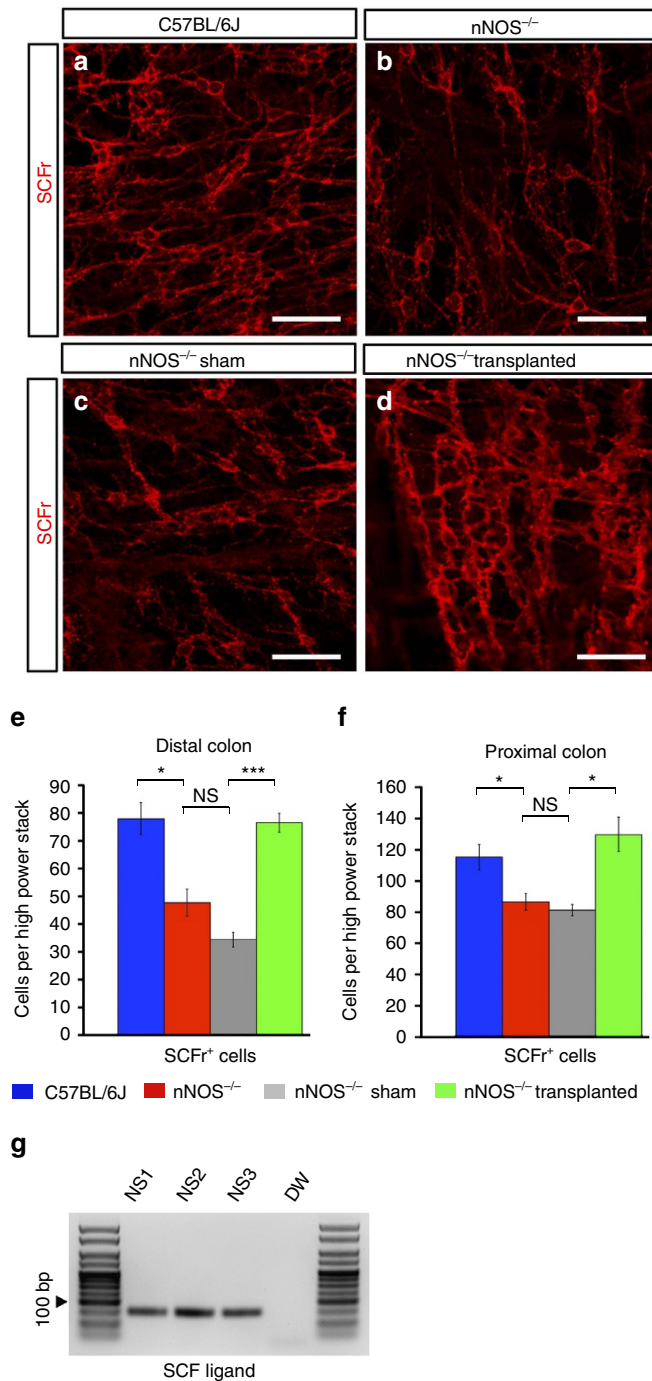 C57BL/6J
nNOS⁻/⁻
SCFr
a
b
nNOS⁻/⁻ sham
nNOS⁻/⁻ transplanted
SCFr
c
d
e
f
Distal colon
* NS ***
90
80
70
60
50
40
30
20
10
0
Cells per high power stack
SCFr⁺ cells
Proximal colon
* NS *
160
140
120
100
80
60
40
20
0
Cells per high power stack
SCFr⁺ cells
C57BL/6J nNOS⁻/⁻ nNOS⁻/⁻ sham nNOS⁻/⁻ transplanted
g
NS1 NS2 NS3 DW
100 bp
SCF ligand